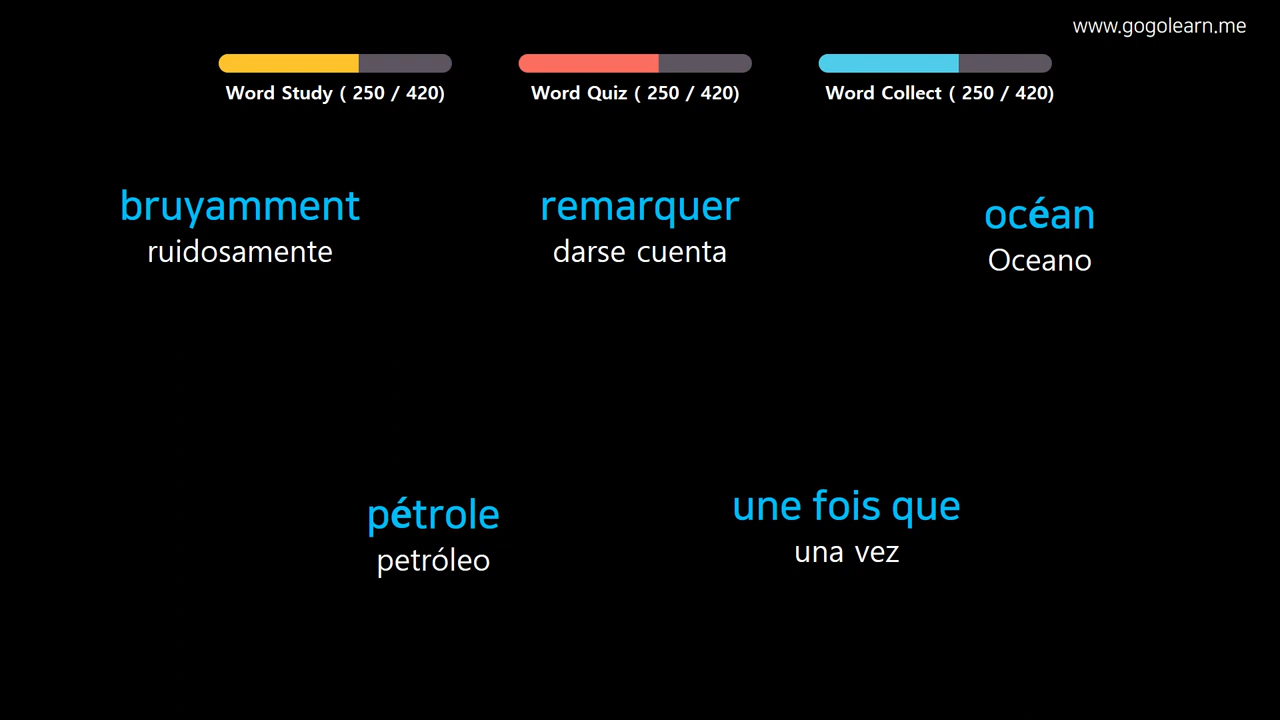 www.gogolearn.me
Word Study ( 250 / 420)
Word Quiz ( 250 / 420)
Word Collect ( 250 / 420)
bruyamment
ruidosamente
remarquer
darse cuenta
océan
Oceano
pétrole
petróleo
une fois que
una vez